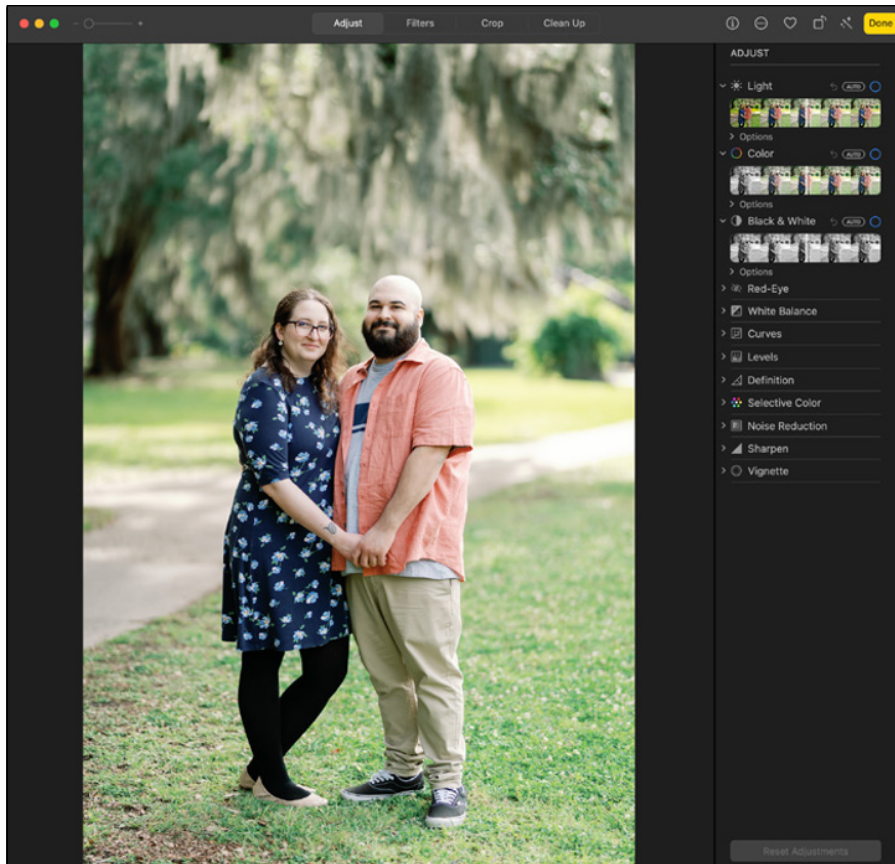 Adjust Filters Crop Clean Up Done
ADJUST
Light AUTO
Options
Color AUTO
Options
Black & White AUTO
Options
Red-Eye
White Balance
Curves
Levels
Definition
Selective Color
Noise Reduction
Sharpen
Vignette
Reset Adjustments